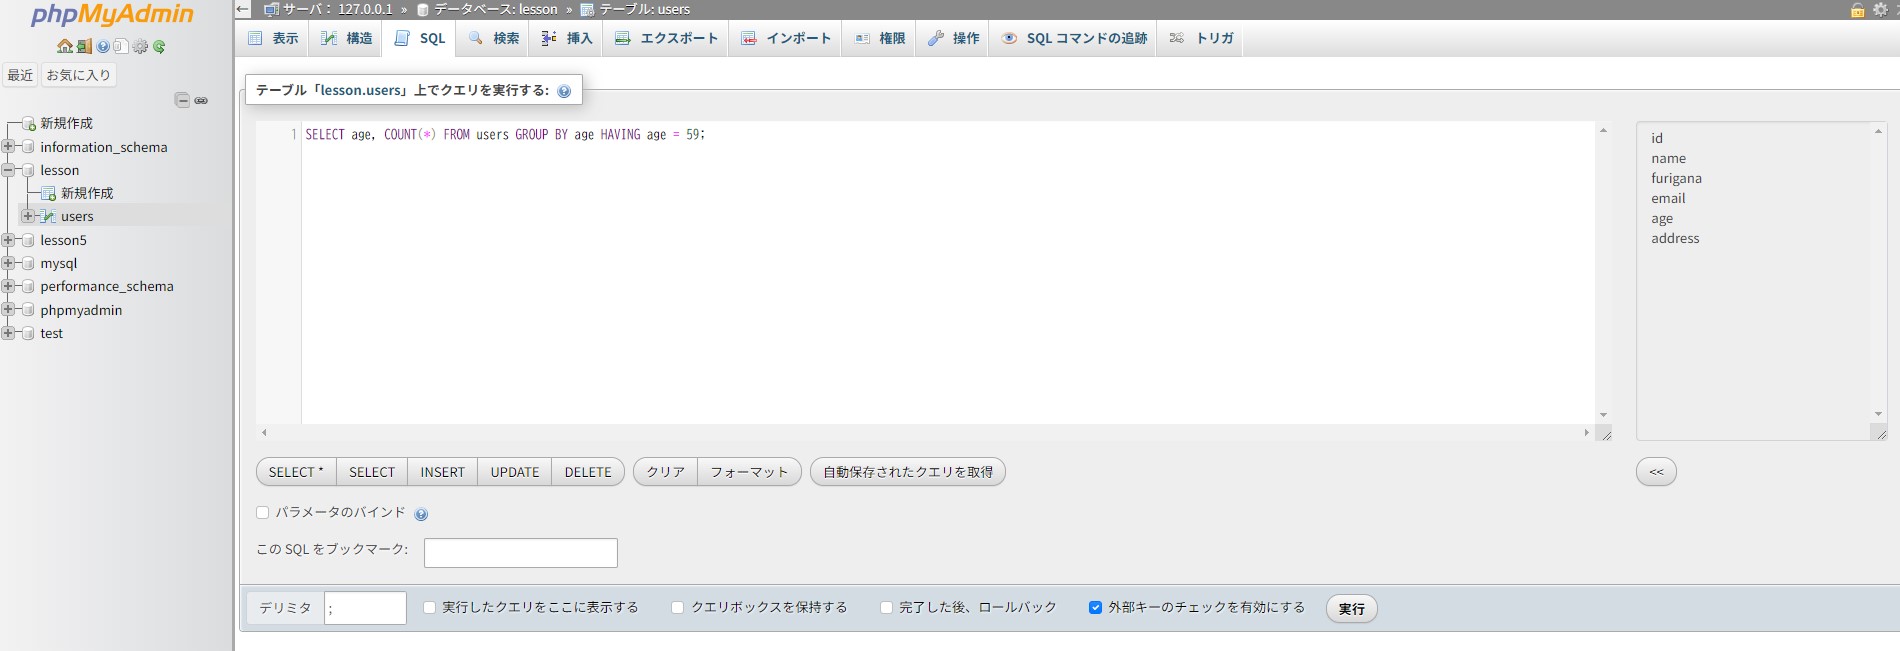 phpMyAdmin
最近 お気に入り
新規作成
information_schema
lesson
新規作成
users
lesson5
mysql
performance_schema
phpmyadmin
test
サーバ： 127.0.0.1 » データベース: lesson » テーブル: users
表示 構造 SQL 検索 挿入 エクスポート インポート 権限 操作 SQL コマンドの追跡 トリガ
テーブル「lesson.users」上でクエリを実行する:
1 SELECT age, COUNT(*) FROM users GROUP BY age HAVING age = 59;
id
name
furigana
email
age
address
SELECT * SELECT INSERT UPDATE DELETE クリア フォーマット 自動保存されたクエリを取得 <<
パラメータのバインド
この SQL をブックマーク:
デリミタ ; 実行したクエリをここに表示する クエリボックスを保持する 完了した後、ロールバック 外部キーのチェックを有効にする 実行